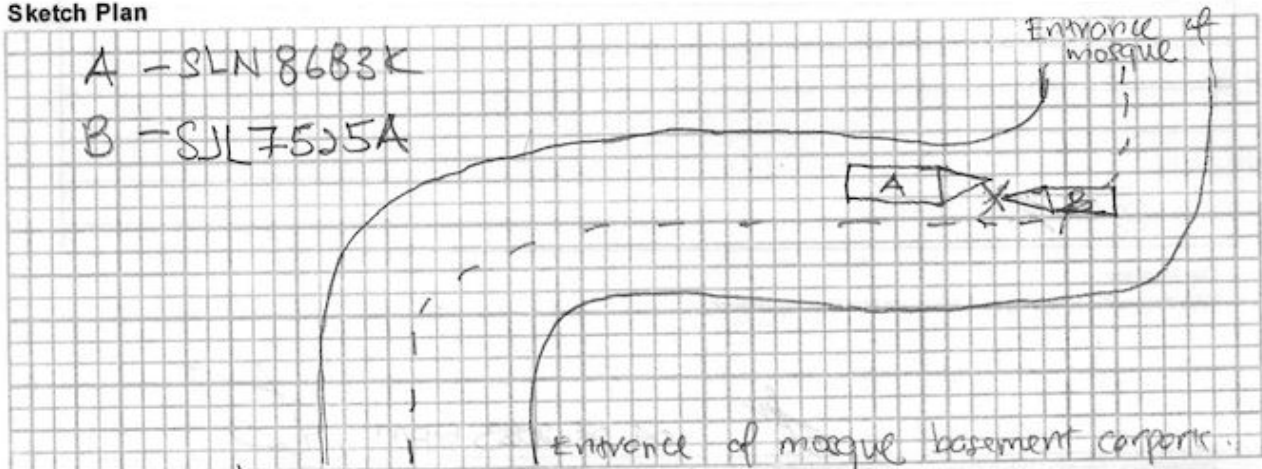 Sketch Plan
Entrance of
mosque
A - SLN 8683K
B - SJL7525A
A
B
Entrance of mosque basement carpark.